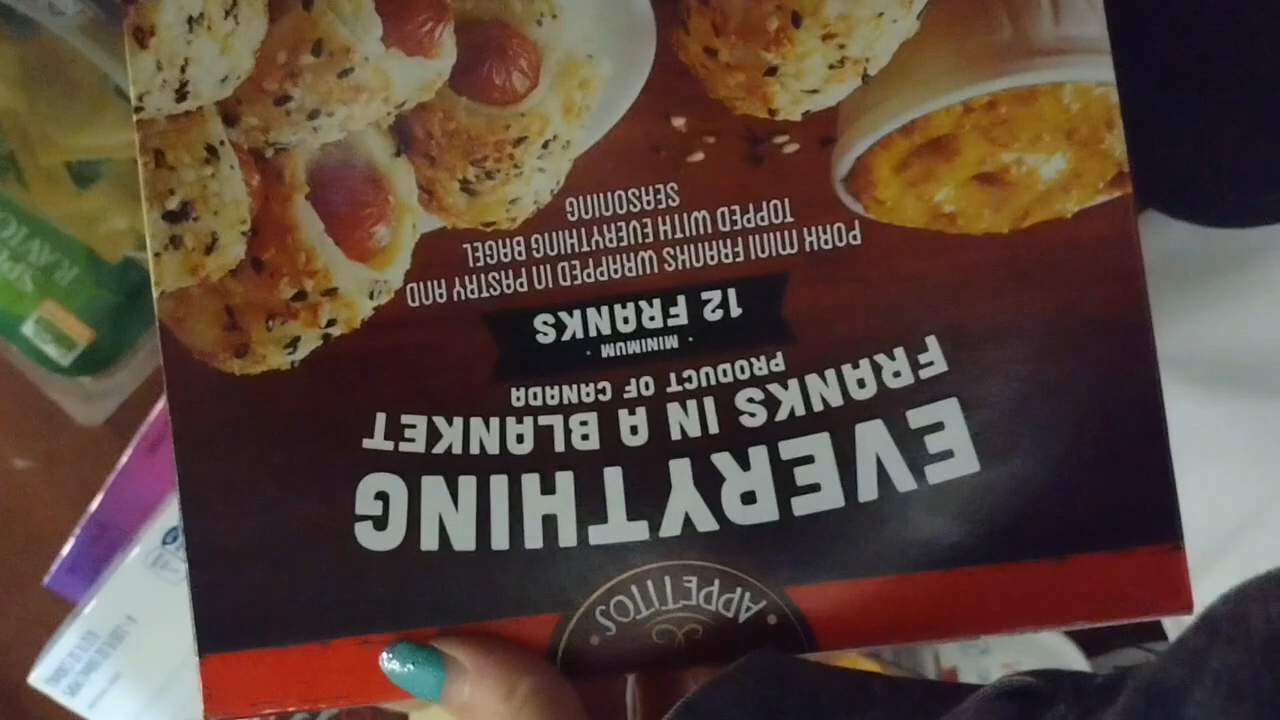 APPETITOS
EVERYTHING
FRANKS IN A BLANKET
PRODUCT OF CANADA
MINIMUM
12 FRANKS
PORK MINI FRANKS WRAPPED IN PASTRY AND
TOPPED WITH EVERYTHING BAGEL
SEASONING